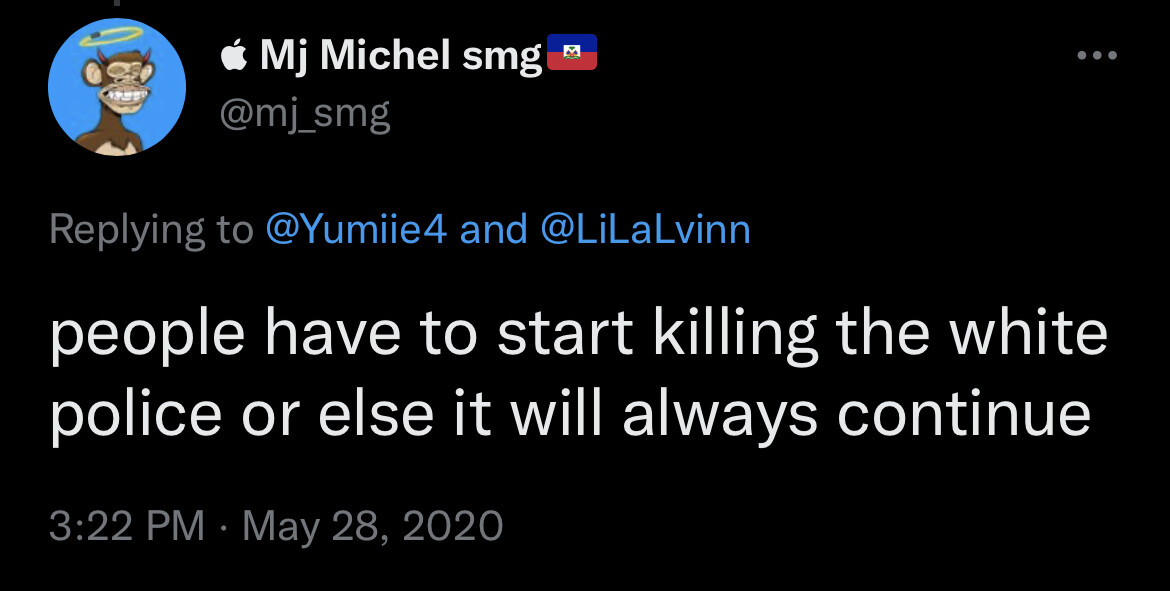 Mj Michel smg🇭🇹
@mj_smg
Replying to @Yumiie4 and @LiLaLvinn
people have to start killing the white
police or else it will always continue
3:22 PM · May 28, 2020